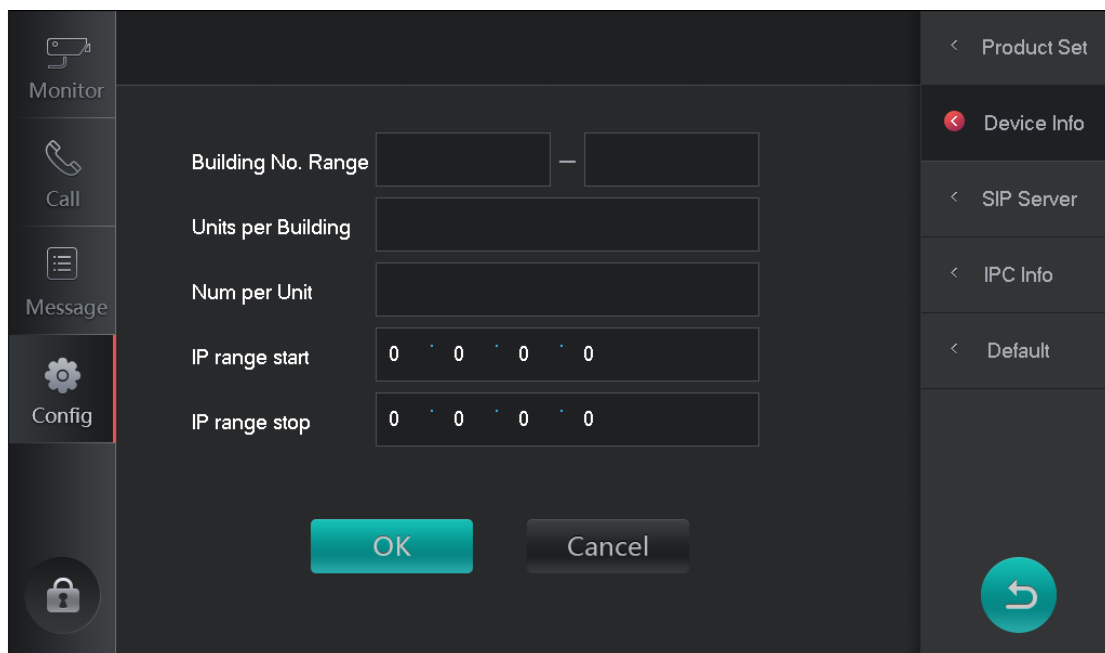 Monitor
Call
Message
Config
Building No. Range –
Units per Building
Num per Unit
IP range start 0 . 0 . 0 . 0
IP range stop 0 . 0 . 0 . 0
OK Cancel
Product Set
Device Info
SIP Server
IPC Info
Default